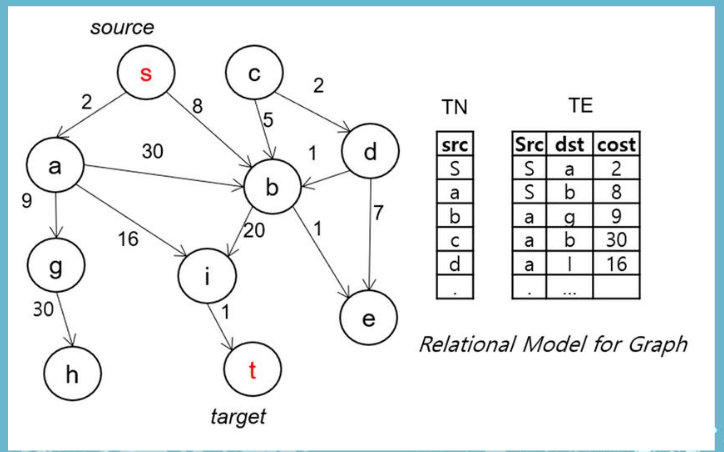 source
s
c
2
8
2
5
TN
TE
a
30
b
1
d
src
Src dst cost
S
S a 2
a
S b 8
b
a g 9
c
a b 30
d
a l 16
.
. ...
9
16
20
1
7
g
i
e
30
1
h
t
target
Relational Model for Graph